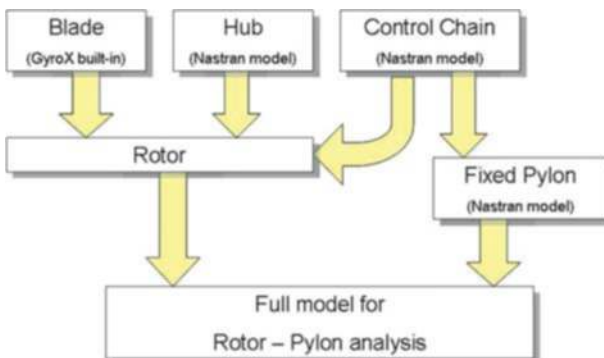 Blade
(GyroX built-in)
Hub
(Nastran model)
Control Chain
(Nastran model)
Rotor
Fixed Pylon
(Nastran model)
Full model for
Rotor – Pylon analysis